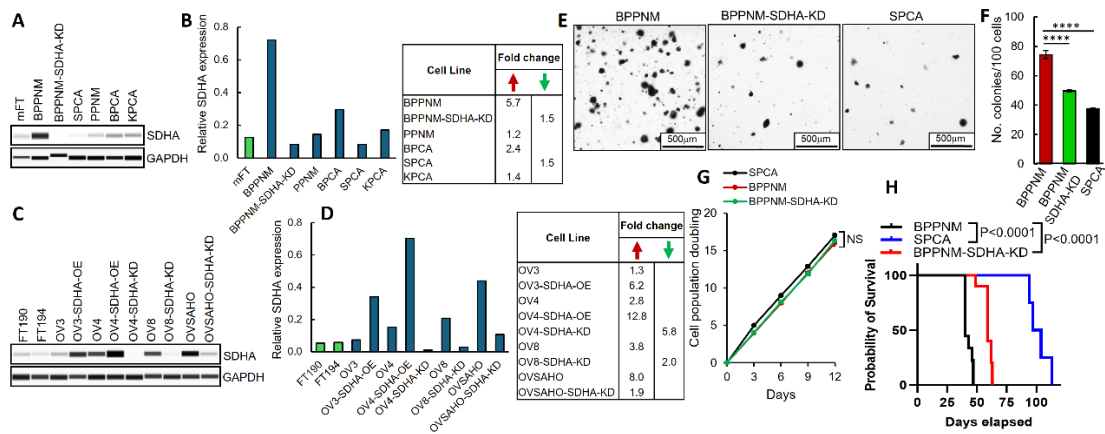 A
mFT
BPPNM
BPPNM-SDHA-KD
SPCA
PPNM
BPCA
KPCA
SDHA
GAPDH
B
Relative SDHA expression
0.8
0.6
0.4
0.2
0.0
mFT
BPPNM
BPPNM-SDHA-KD
PPNM
BPCA
SPCA
KPCA
Cell Line
Fold change
BPPNM 5.7
BPPNM-SDHA-KD 1.5
PPNM 1.2
BPCA 2.4
SPCA 1.5
KPCA 1.4
C
FT190
FT194
OV3
OV3-SDHA-OE
OV4
OV4-SDHA-OE
OV4-SDHA-KD
OV8
OV8-SDHA-KD
OVSAHO
OVSAHO-SDHA-KD
SDHA
GAPDH
D
Relative SDHA expression
0.8
0.6
0.4
0.2
0.0
FT190
FT194
OV3
OV3-SDHA-OE
OV4
OV4-SDHA-OE
OV4-SDHA-KD
OV8
OV8-SDHA-KD
OVSAHO
OVSAHO-SDHA-KD
Cell Line
Fold change
OV3 1.3
OV3-SDHA-OE 6.2
OV4 2.8
OV4-SDHA-OE 12.8
OV4-SDHA-KD 5.8
OV8 3.8
OV8-SDHA-KD 2.0
OVSAHO 8.0
OVSAHO-SDHA-KD 1.9
E
BPPNM
BPPNM-SDHA-KD
SPCA
500μm
500μm
500μm
F
No. colonies/100 cells
100
80
60
40
20
0
****
****
BPPNM
BPPNM
SDHA-KD
SPCA
G
SPCA
BPPNM
BPPNM-SDHA-KD
Cell population doubling
20
15
10
5
0
NS
0 3 6 9 12
Days
H
BPPNM
SPCA
BPPNM-SDHA-KD
P<0.0001
P<0.0001
Probability of Survival
100
50
0
0 25 50 75 100
Days elapsed